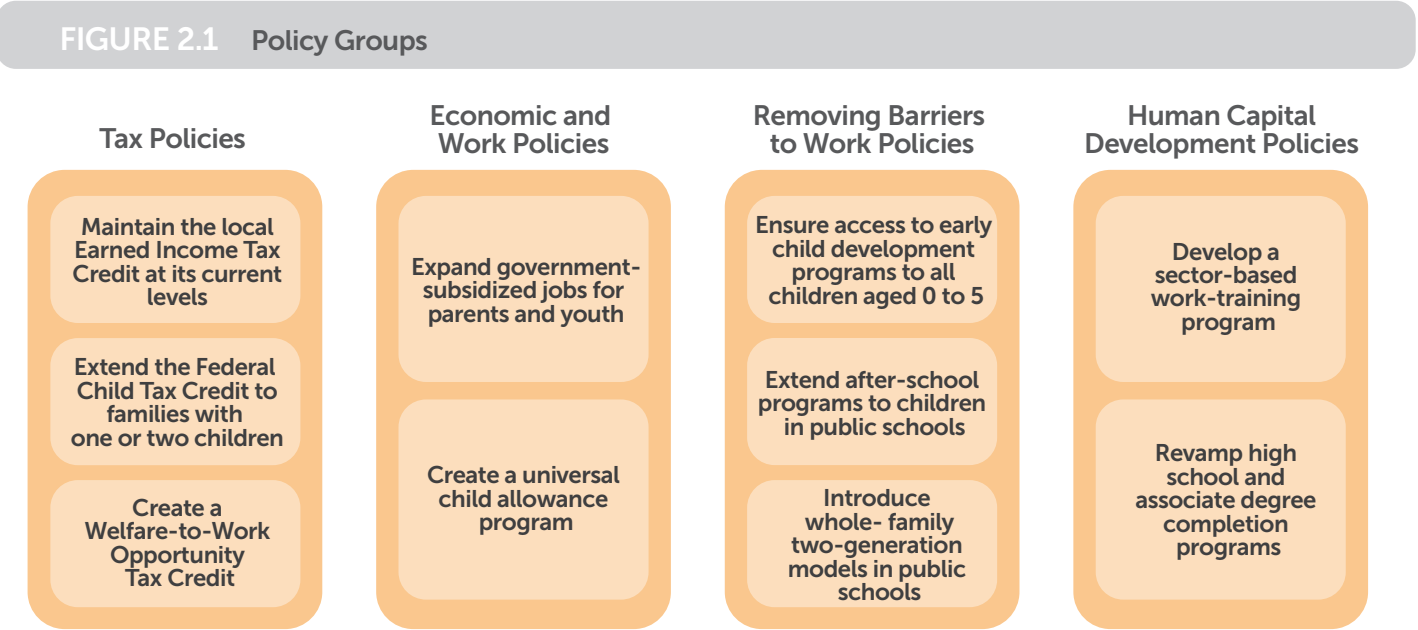 FIGURE 2.1 Policy Groups
Tax Policies
Maintain the local
Earned Income Tax
Credit at its current
levels
Extend the Federal
Child Tax Credit to
families with
one or two children
Create a
Welfare-to-Work
Opportunity
Tax Credit
Economic and
Work Policies
Expand government-
subsidized jobs for
parents and youth
Create a universal
child allowance
program
Removing Barriers
to Work Policies
Ensure access to early
child development
programs to all
children aged 0 to 5
Extend after-school
programs to children
in public schools
Introduce
whole- family
two-generation
models in public
schools
Human Capital
Development Policies
Develop a
sector-based
work-training
program
Revamp high
school and
associate degree
completion
programs